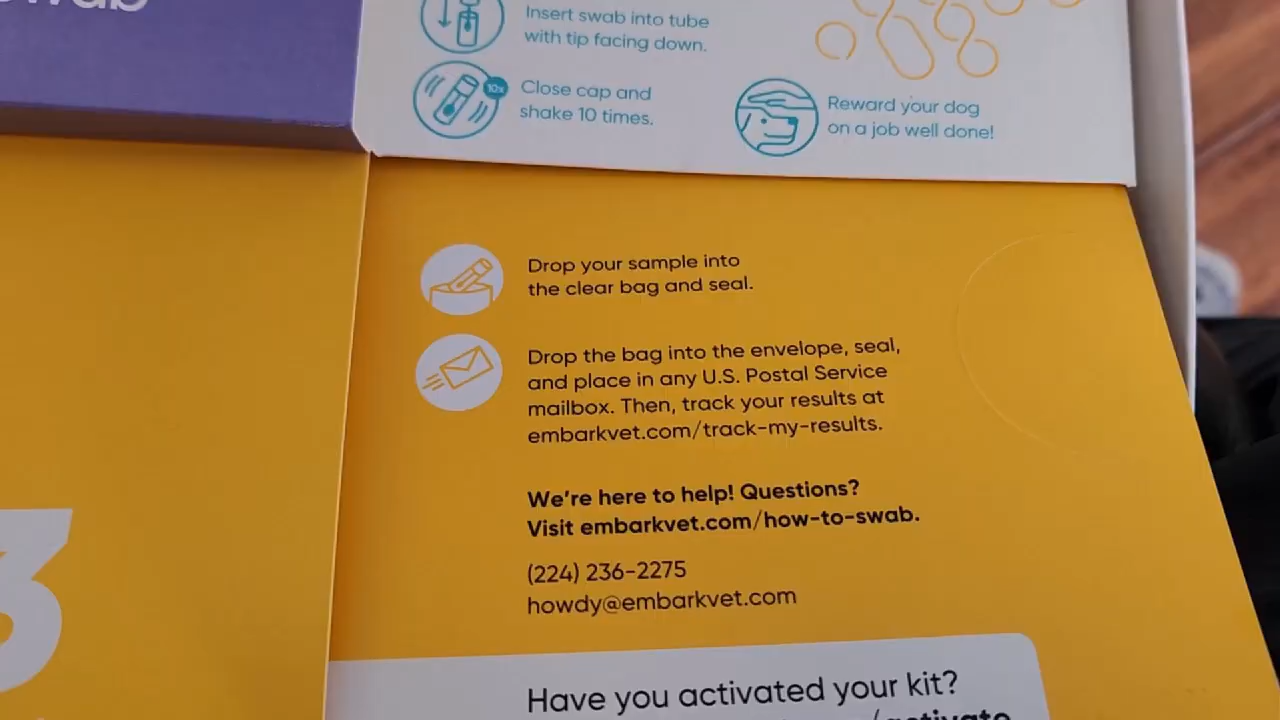 Insert swab into tube
with tip facing down.
10x
Close cap and
shake 10 times.
Reward your dog
on a job well done!
Drop your sample into
the clear bag and seal.
Drop the bag into the envelope, seal,
and place in any U.S. Postal Service
mailbox. Then, track your results at
embarkvet.com/track-my-results.
We're here to help! Questions?
Visit embarkvet.com/how-to-swab.
(224) 236-2275
howdy@embarkvet.com
3
Have you activated your kit?
/activate